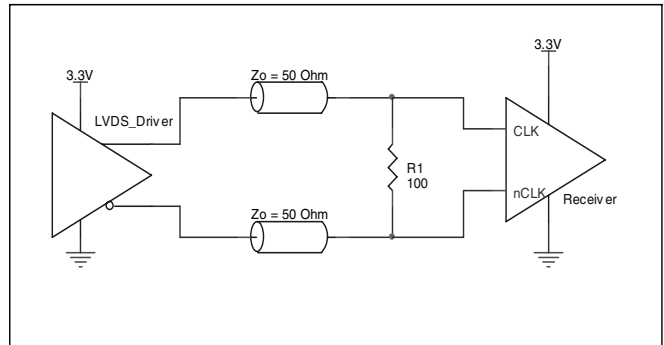 3.3V
3.3V
Zo = 50 Ohm
LVDS_Driver
CLK
R1
100
nCLK
Receiver
Zo = 50 Ohm